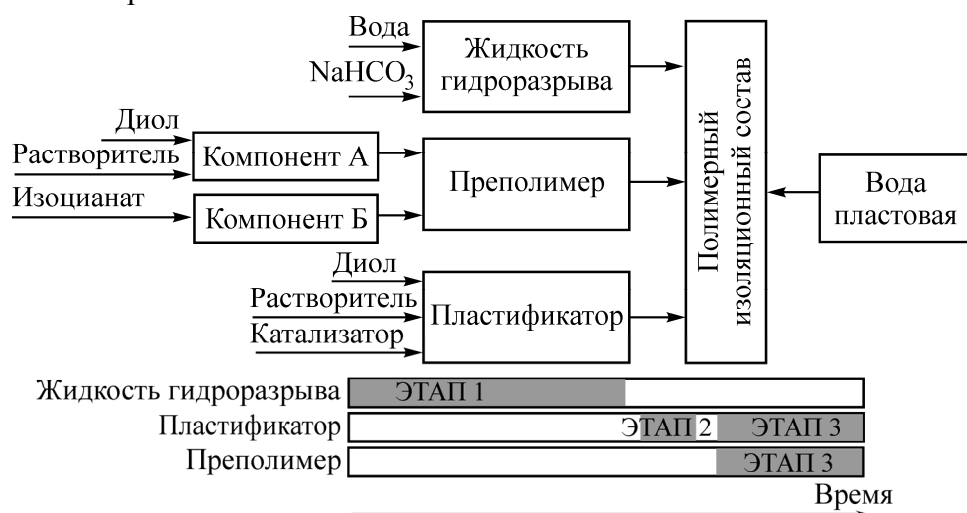 Вода
NaHCO3
Жидкость
гидроразрыва
Диол
Растворитель
Изоцианат
Компонент А
Компонент Б
Преполимер
Диол
Растворитель
Катализатор
Пластификатор
Полимерный
изоляционный состав
Вода
пластовая
Жидкость гидроразрыва
ЭТАП 1
Пластификатор
ЭТАП 2
ЭТАП 3
Преполимер
ЭТАП 3
Время